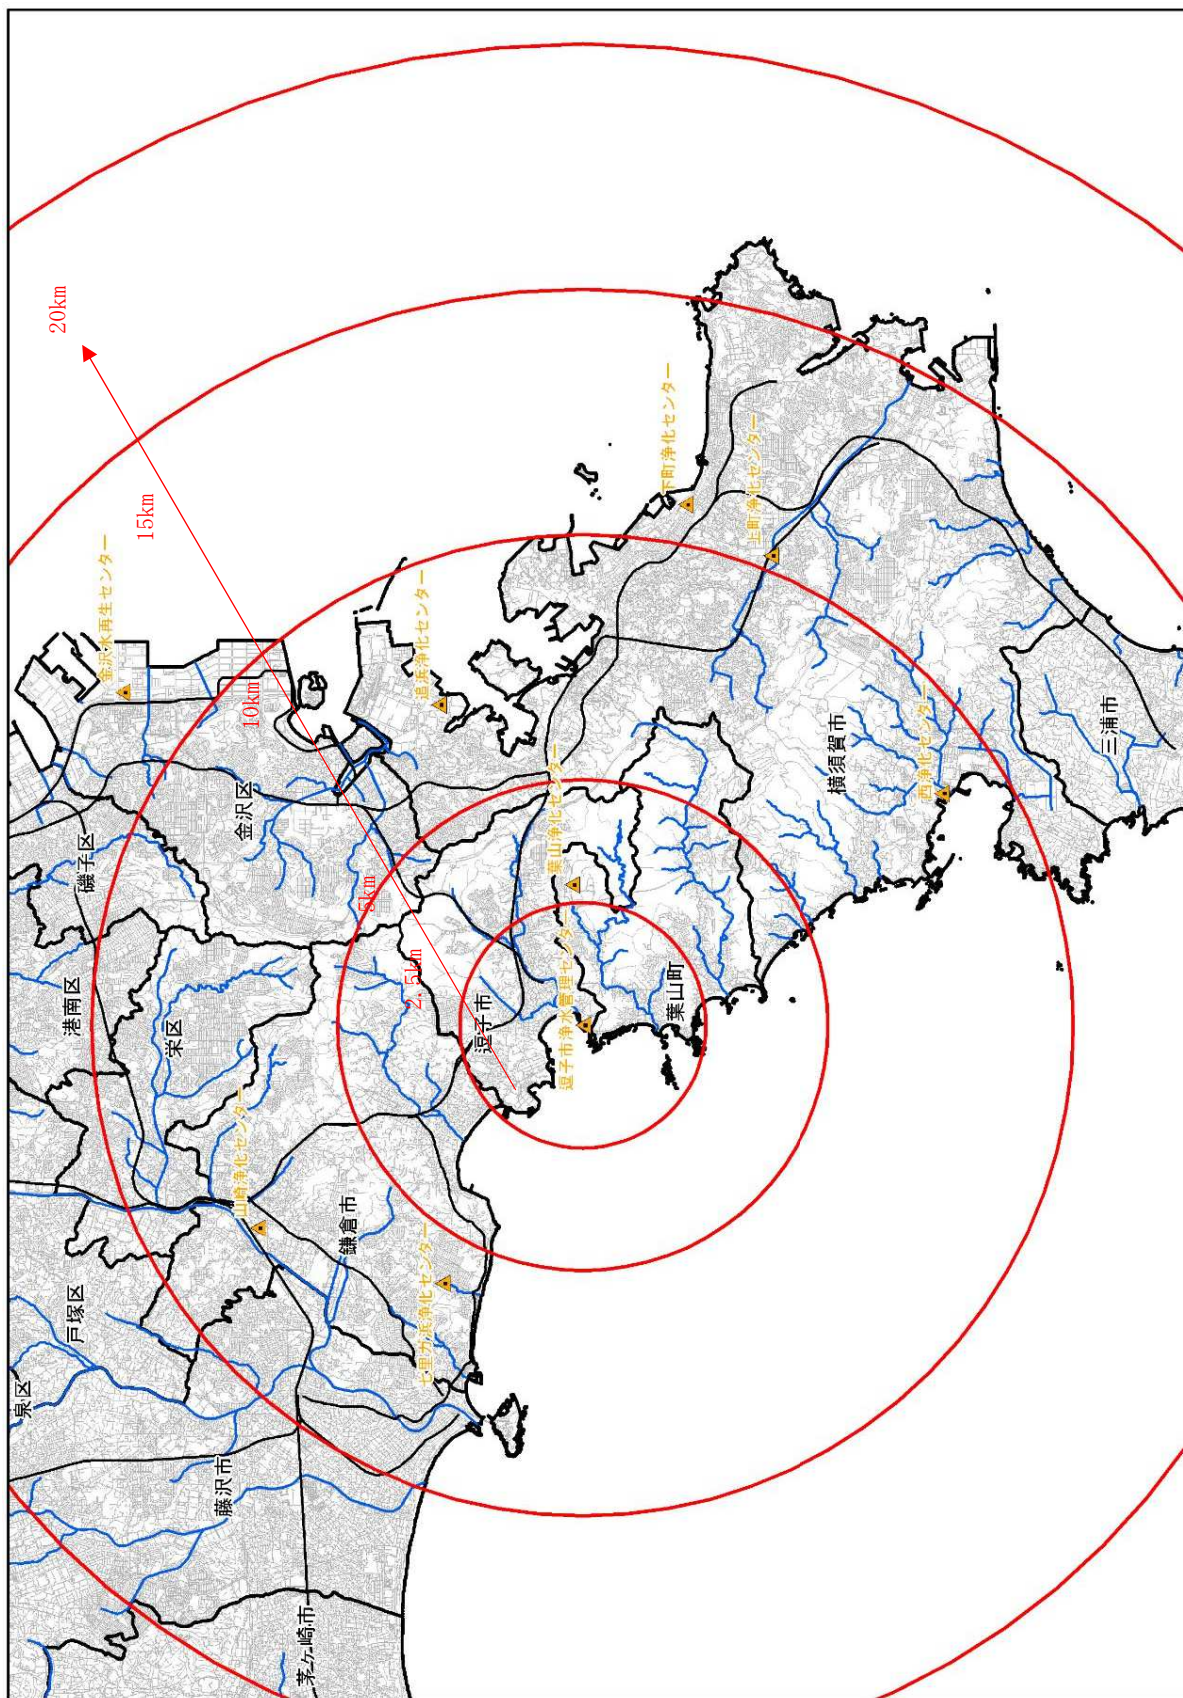 20km
15km
10km
5km
2.5km
金沢水再生センター
追浜浄化センター
下町浄化センター
上町浄化センター
西浄化センター
葉山浄化センター
逗子市浄水管理センター
山崎浄化センター
七里ガ浜浄化センター
磯子区
金沢区
港南区
栄区
戸塚区
泉区
藤沢市
茅ヶ崎市
鎌倉市
逗子市
葉山町
横須賀市
三浦市